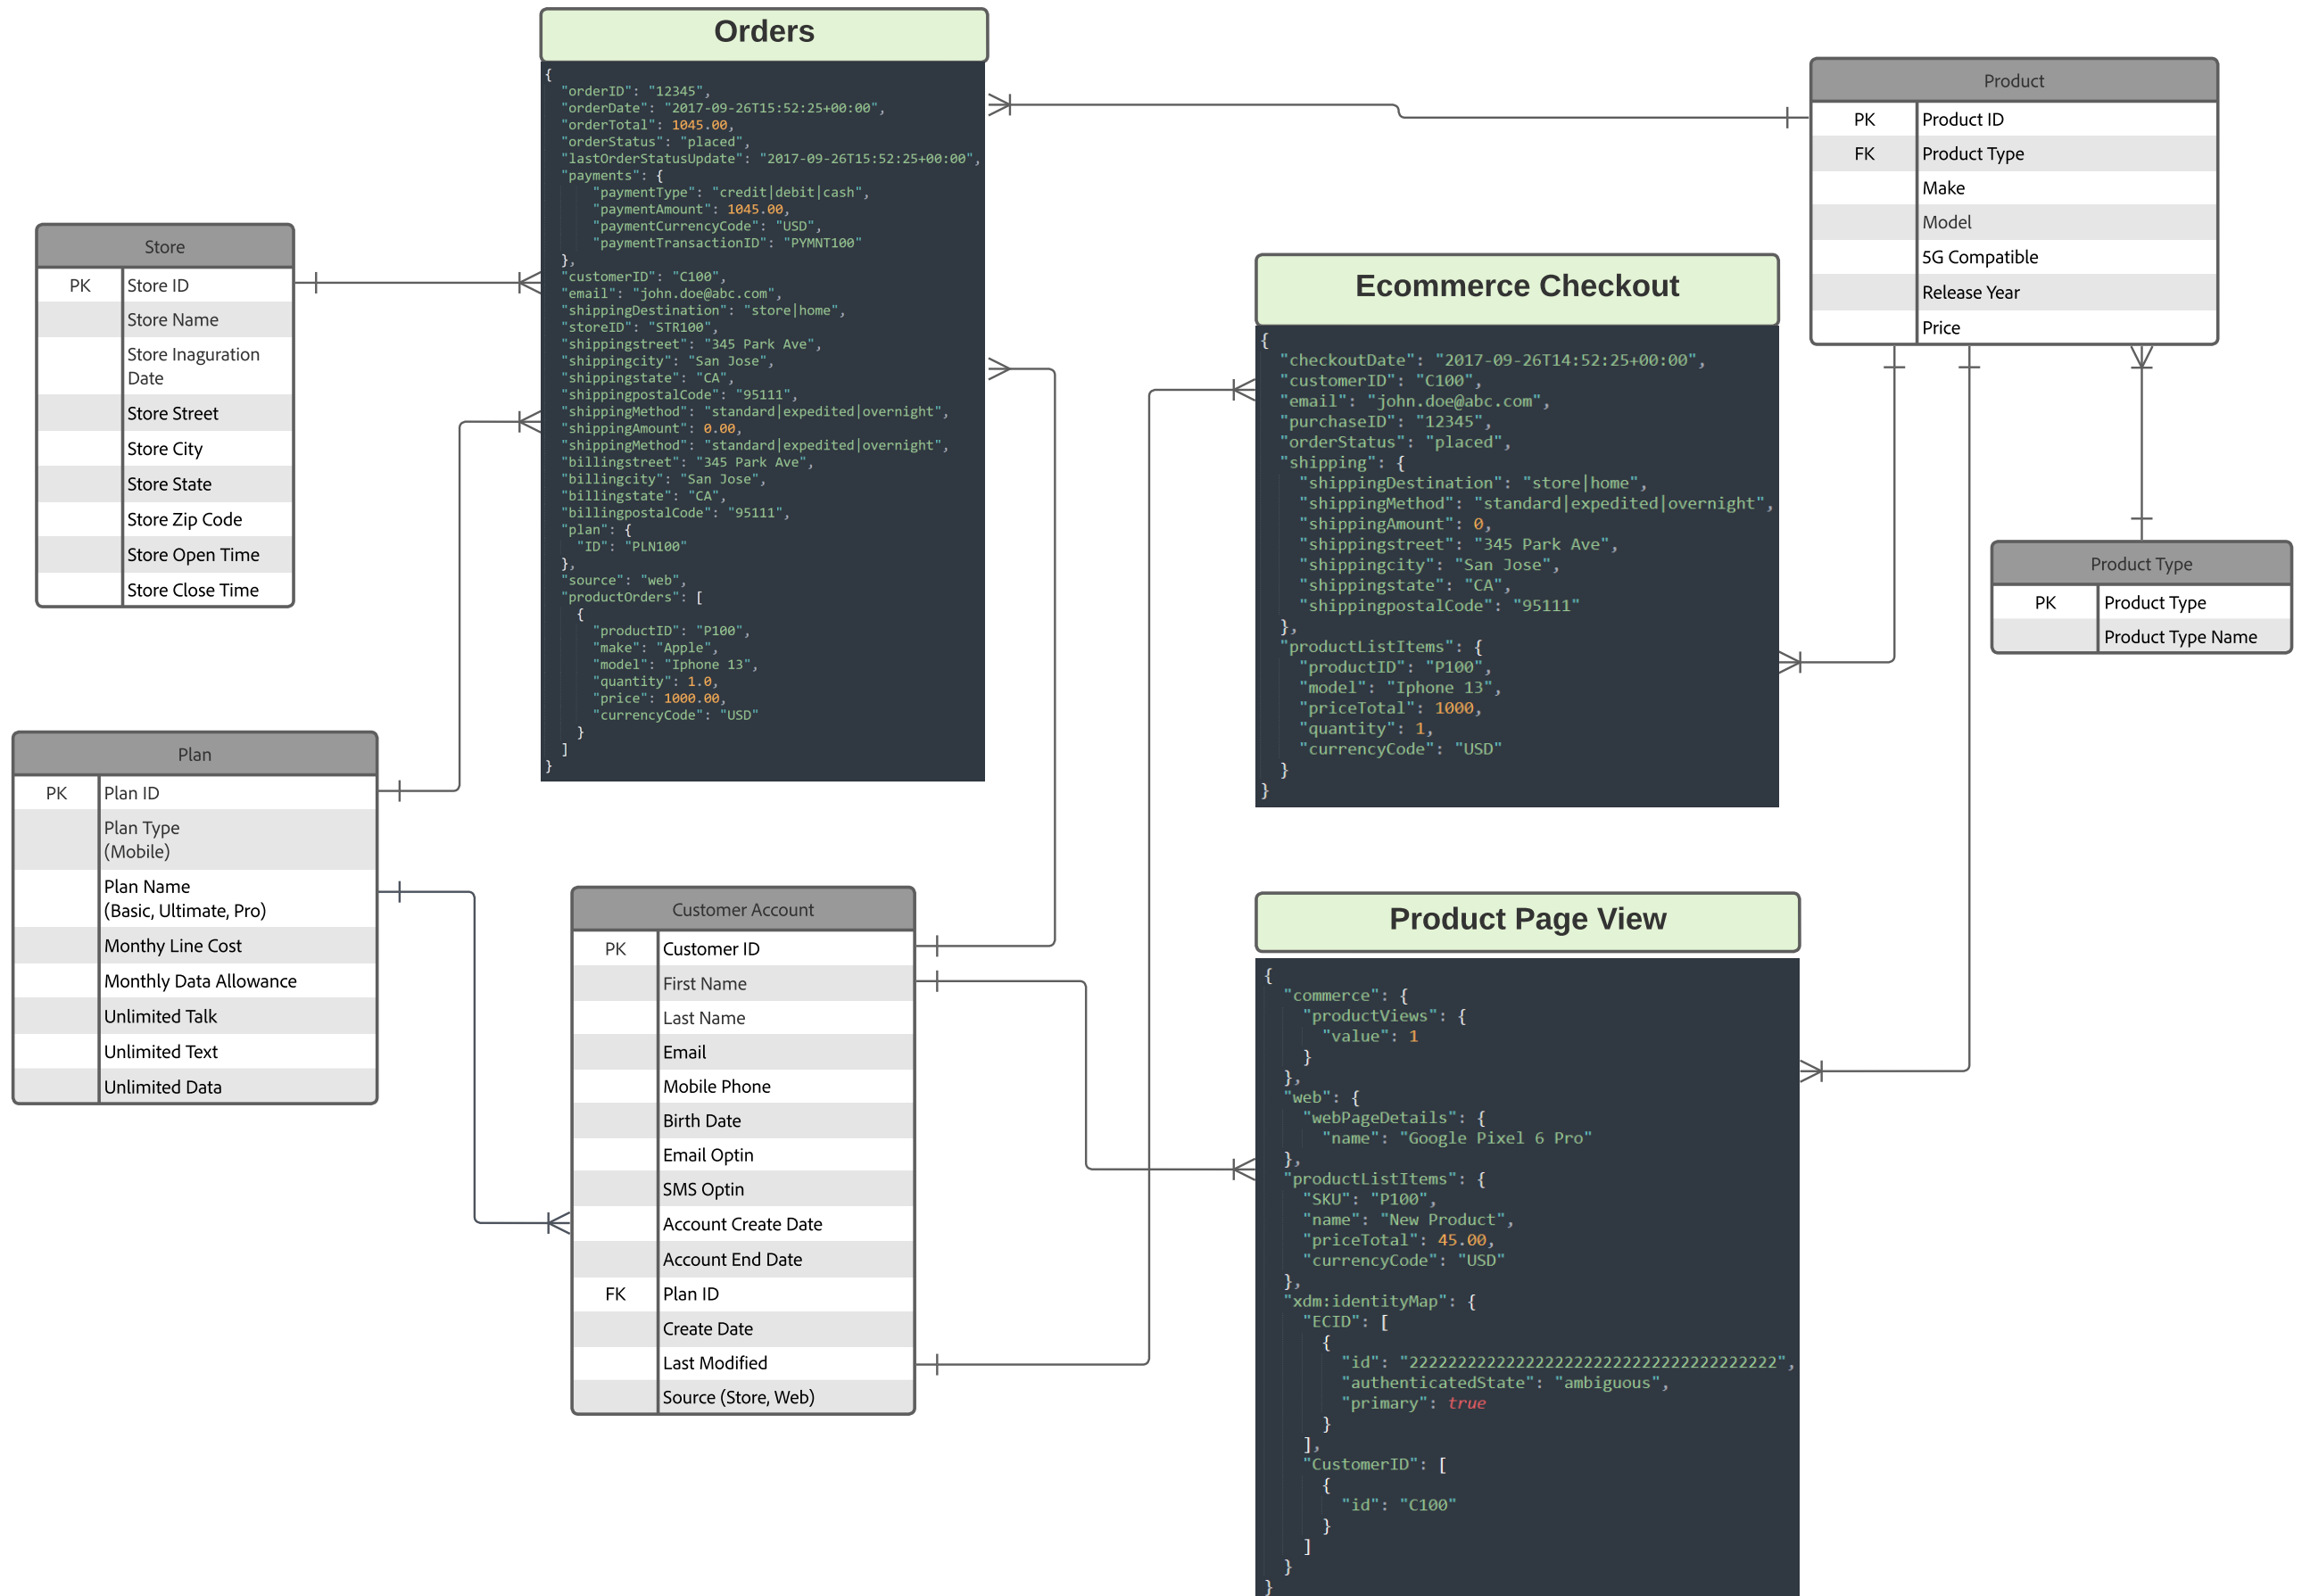 Orders
{
"orderID": "12345",
"orderDate": "2017-09-26T15:52:25+00:00",
"orderTotal": 1045.00,
"orderStatus": "placed",
"lastOrderStatusUpdate": "2017-09-26T15:52:25+00:00",
"payments": {
"paymentType": "credit|debit|cash",
"paymentAmount": 1045.00,
"paymentCurrencyCode": "USD",
"paymentTransactionID": "PYMNT100"
},
"customerID": "C100",
"email": "john.doe@abc.com",
"shippingDestination": "store|home",
"storeID": "STR100",
"shippingstreet": "345 Park Ave",
"shippingcity": "San Jose",
"shippingstate": "CA",
"shippingpostalCode": "95111",
"shippingMethod": "standard|expedited|overnight",
"shippingAmount": 0.00,
"shippingMethod": "standard|expedited|overnight",
"billingstreet": "345 Park Ave",
"billingcity": "San Jose",
"billingstate": "CA",
"billingpostalCode": "95111",
"plan": {
"ID": "PLN100"
},
"source": "web",
"productOrders": [
{
"productID": "P100",
"make": "Apple",
"model": "Iphone 13",
"quantity": 1.0,
"price": 1000.00,
"currencyCode": "USD"
}
]
}
Product
PK Product ID
FK Product Type
Make
Model
5G Compatible
Release Year
Price
Store
PK Store ID
Store Name
Store Inaguration
Date
Store Street
Store City
Store State
Store Zip Code
Store Open Time
Store Close Time
Ecommerce Checkout
{
"checkoutDate": "2017-09-26T14:52:25+00:00",
"customerID": "C100",
"email": "john.doe@abc.com",
"purchaseID": "12345",
"orderStatus": "placed",
"shipping": {
"shippingDestination": "store|home",
"shippingMethod": "standard|expedited|overnight",
"shippingAmount": 0,
"shippingstreet": "345 Park Ave",
"shippingcity": "San Jose",
"shippingstate": "CA",
"shippingpostalCode": "95111"
},
"productListItems": {
"productID": "P100",
"model": "Iphone 13",
"priceTotal": 1000,
"quantity": 1,
"currencyCode": "USD"
}
}
Product Type
PK Product Type
Product Type Name
Plan
PK Plan ID
Plan Type
(Mobile)
Plan Name
(Basic, Ultimate, Pro)
Monthy Line Cost
Monthly Data Allowance
Unlimited Talk
Unlimited Text
Unlimited Data
Customer Account
PK Customer ID
First Name
Last Name
Email
Mobile Phone
Birth Date
Email Optin
SMS Optin
Account Create Date
Account End Date
FK Plan ID
Create Date
Last Modified
Source (Store, Web)
Product Page View
{
"commerce": {
"productViews": {
"value": 1
}
},
"web": {
"webPageDetails": {
"name": "Google Pixel 6 Pro"
},
"productListItems": {
"SKU": "P100",
"name": "New Product",
"priceTotal": 45.00,
"currencyCode": "USD"
},
"xdm:identityMap": {
"ECID": [
{
"id": "22222222222222222222222222222222222222",
"authenticatedState": "ambiguous",
"primary": true
}
],
"CustomerID": [
{
"id": "C100"
}
]
}
}